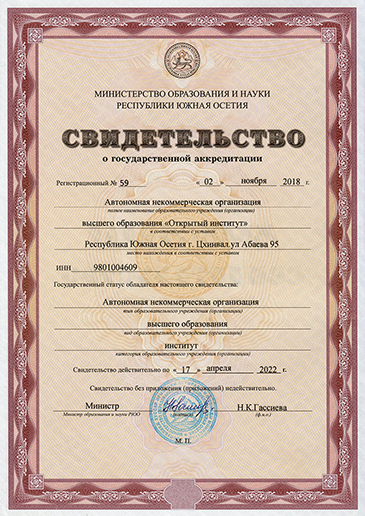 МИНИСТЕРСТВО ОБРАЗОВАНИЯ И НАУКИ
РЕСПУБЛИКИ ЮЖНАЯ ОСЕТИЯ
СВИДЕТЕЛЬСТВО
о государственной аккредитации
Регистрационный № 59 « 02 » ноября 2018 г.
Автономная некоммерческая организация
полное наименование образовательного учреждения (организации)
высшего образования «Открытый институт»
в соответствии с уставом
Республика Южная Осетия г. Цхинвал.ул Абаева 95
место нахождения в соответствии с уставом
ИНН 9801004609
Государственный статус обладателя настоящего свидетельства:
Автономная некоммерческая организация
тип образовательного учреждения (организации)
высшего образования
вид образовательного учреждения (организации)
институт
категория образовательного учреждения (организации)
Свидетельство действительно по « 17 » апреля 2022 г.
Свидетельство без приложения (приложений) недействительно.
Министр Н.К.Гассиева
Министр образования и науки РЮО (подпись) (ф.и.о.)
М. П.